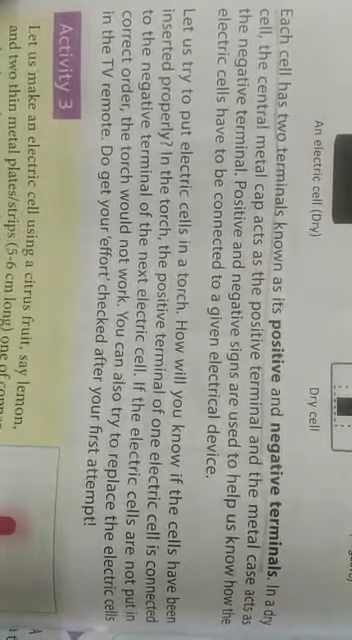 An electric cell (Dry)
Dry cell
Each cell has two terminals known as its positive and negative terminals. In a dry
cell, the central metal cap acts as the positive terminal and the metal case acts as
the negative terminal. Positive and negative signs are used to help us know how the
electric cells have to be connected to a given electrical device.
Let us try to put electric cells in a torch. How will you know if the cells have been
inserted properly? In the torch, the positive terminal of one electric cell is connected
to the negative terminal of the next electric cell. If the electric cells are not put in
correct order, the torch would not work. You can also try to replace the electric cells
in the TV remote. Do get your 'effort' checked after your first attempt!
Activity 3
Let us make an electric cell using a citrus fruit, say lemon,
and two thin metal plates/strips (5-6 cm long) one of